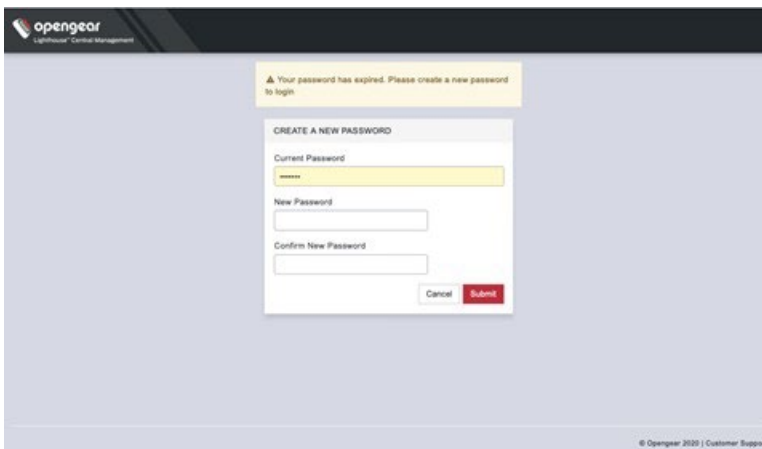 opengear
Lighthouse™ Central Management
Your password has expired. Please create a new password
to login
CREATE A NEW PASSWORD
Current Password
•••••••
New Password
Confirm New Password
Cancel
Submit
© Opengear 2020 | Customer Suppo